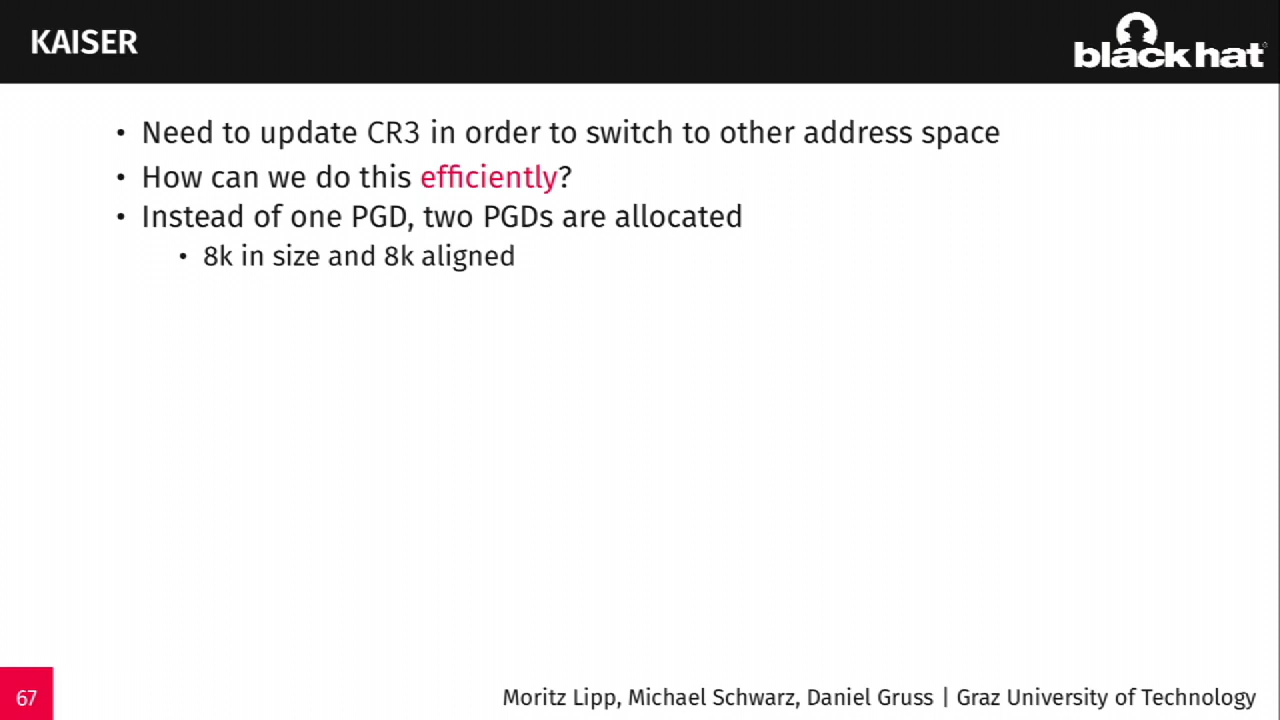 KAISER
black hat
• Need to update CR3 in order to switch to other address space
• How can we do this efficiently?
• Instead of one PGD, two PGDs are allocated
• 8k in size and 8k aligned
67
Moritz Lipp, Michael Schwarz, Daniel Gruss | Graz University of Technology